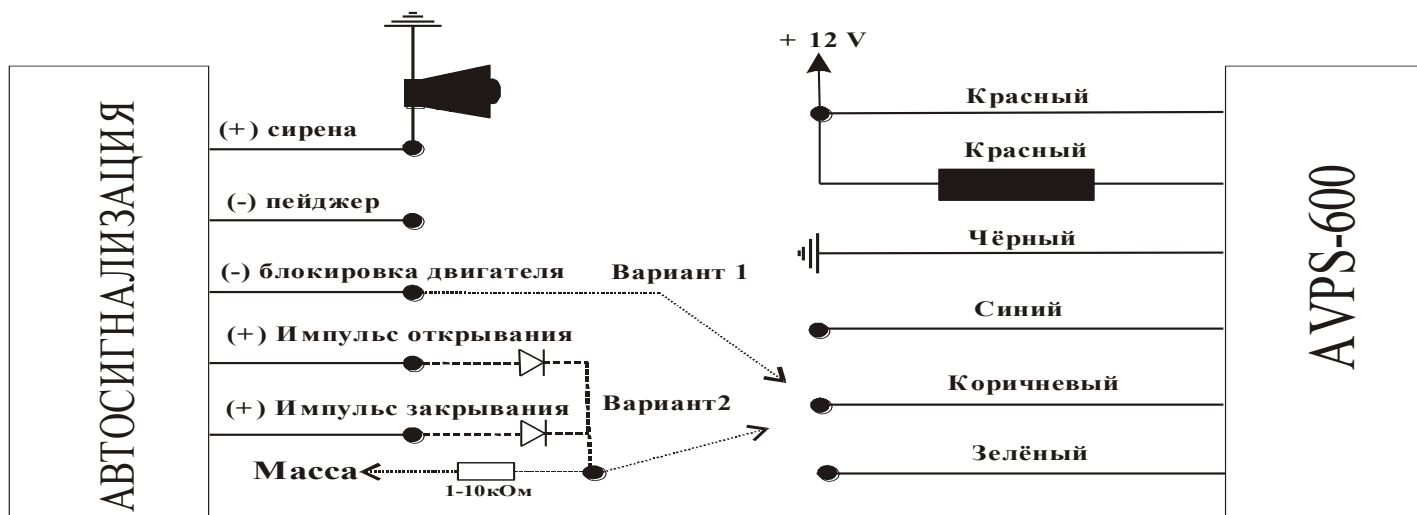 АВТОСИГНАЛИЗАЦИЯ
(+) сирена
(-) пейджер
(-) блокировка двигателя
(+) Импульс открывания
(+) Импульс закрывания
Масса
1-10кОм
Вариант 1
Вариант2
+ 12 V
Красный
Красный
Чёрный
Синий
Коричневый
Зелёный
AVPS-600